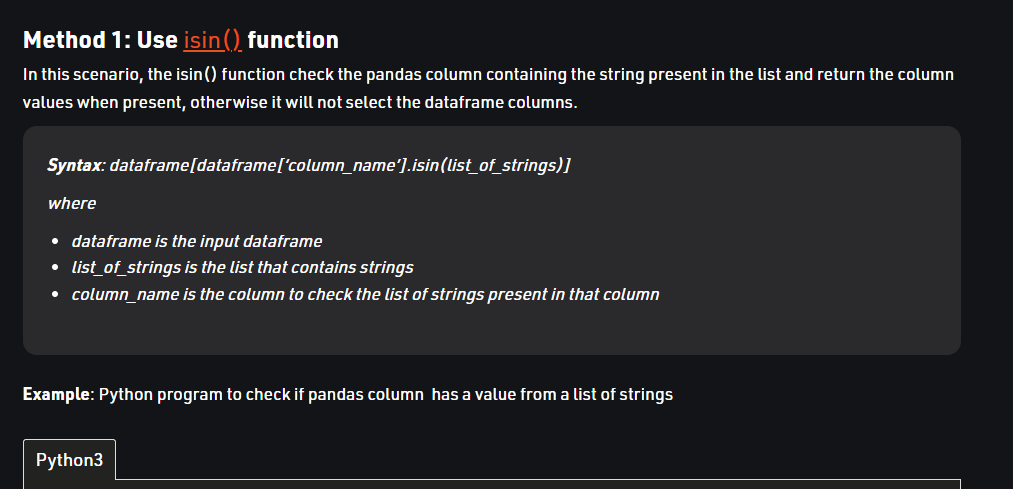 Method 1: Use isin() function
In this scenario, the isin() function check the pandas column containing the string present in the list and return the column
values when present, otherwise it will not select the dataframe columns.
Syntax: dataframe[dataframe['column_name'].isin(list_of_strings)]
where
• dataframe is the input dataframe
• list_of_strings is the list that contains strings
• column_name is the column to check the list of strings present in that column
Example: Python program to check if pandas column  has a value from a list of strings
Python3